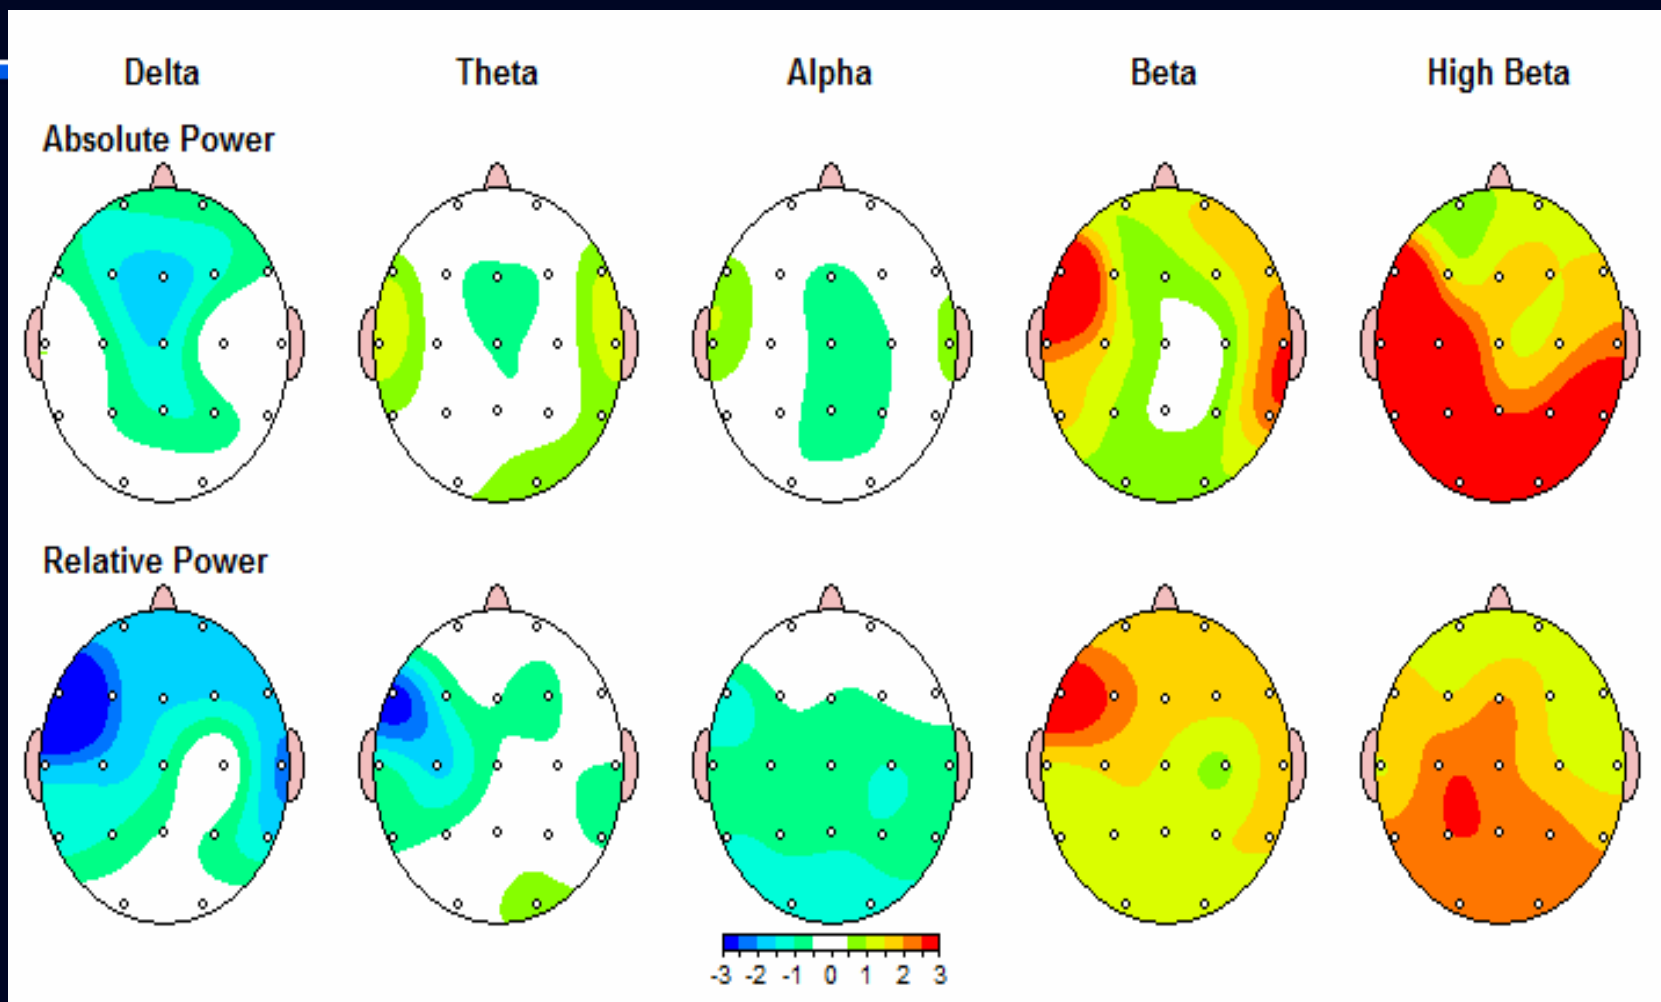 Delta Theta Alpha Beta High Beta
Absolute Power
Relative Power
-3 -2 -1 0 1 2 3